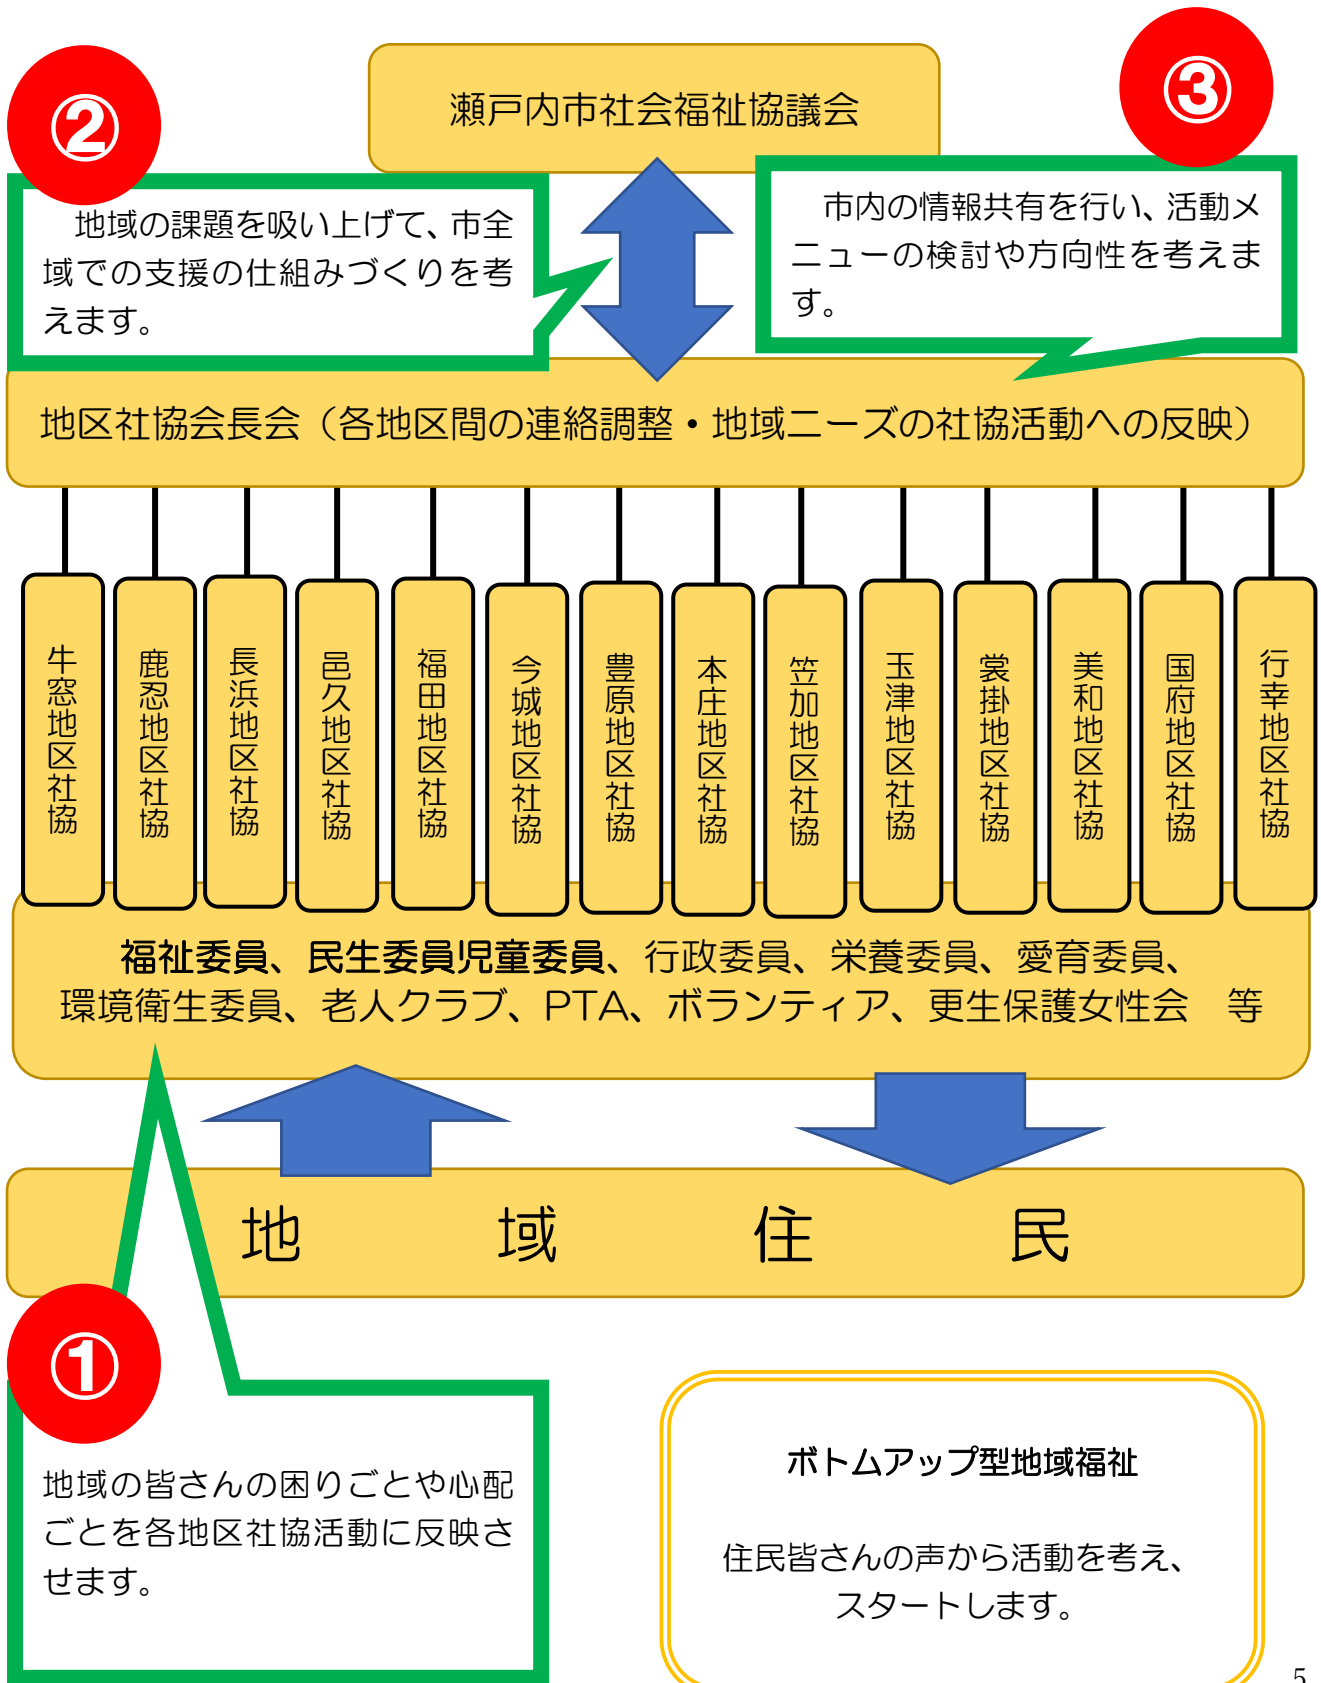 瀬戸内市社会福祉協議会
②
地域の課題を吸い上げて、市全
域での支援の仕組みづくりを考
えます。
③
市内の情報共有を行い、活動メ
ニューの検討や方向性を考えま
す。
地区社協会長会（各地区間の連絡調整・地域ニーズの社協活動への反映）
牛窓地区社協
鹿忍地区社協
長浜地区社協
邑久地区社協
福田地区社協
今城地区社協
豊原地区社協
本庄地区社協
笠加地区社協
玉津地区社協
裳掛地区社協
美和地区社協
国府地区社協
行幸地区社協
福祉委員、民生委員児童委員、行政委員、栄養委員、愛育委員、
環境衛生委員、老人クラブ、PTA、ボランティア、更生保護女性会　等
地　域　住　民
①
地域の皆さんの困りごとや心配
ごとを各地区社協活動に反映さ
せます。
ボトムアップ型地域福祉
住民皆さんの声から活動を考え、
スタートします。
5